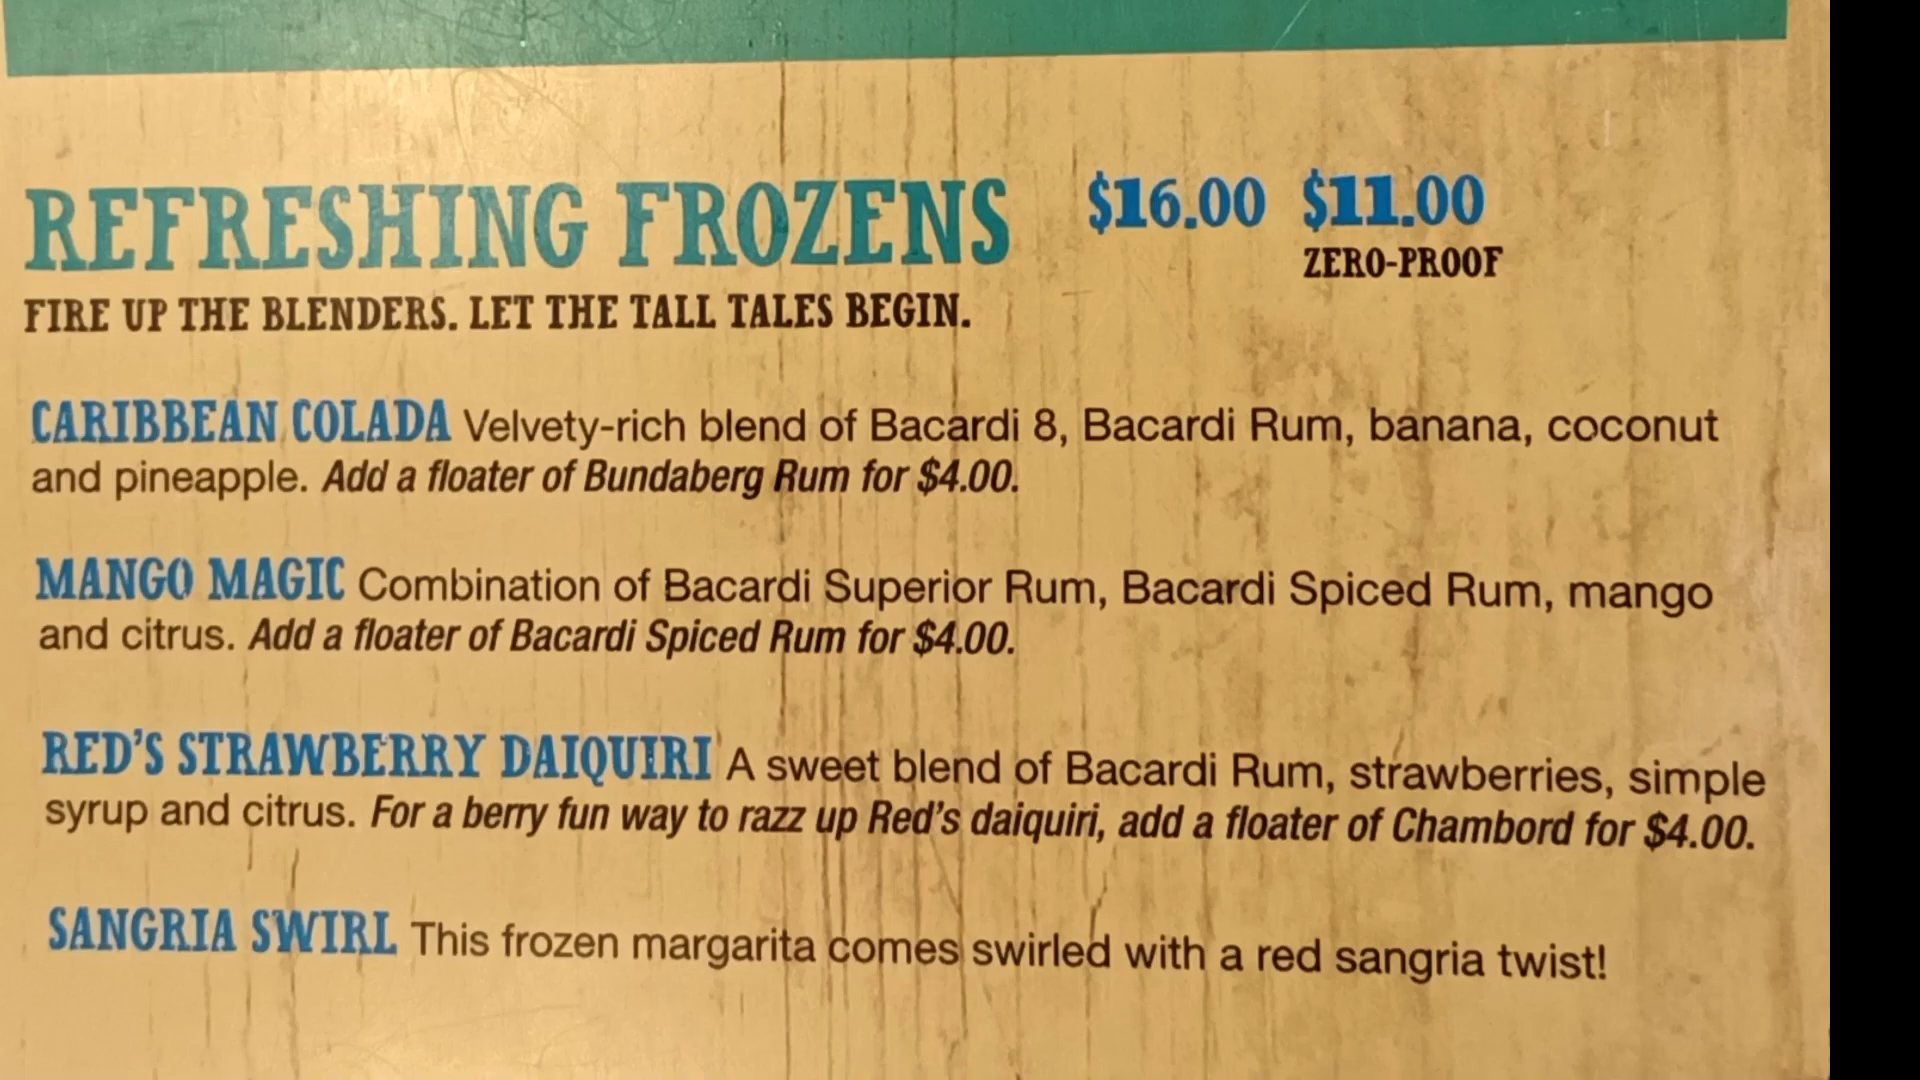 REFRESHING FROZENS $16.00 $11.00
ZERO-PROOF
FIRE UP THE BLENDERS. LET THE TALL TALES BEGIN.
CARIBBEAN COLADA Velvety-rich blend of Bacardi 8, Bacardi Rum, banana, coconut
and pineapple. Add a floater of Bundaberg Rum for $4.00.
MANGO MAGIC Combination of Bacardi Superior Rum, Bacardi Spiced Rum, mango
and citrus. Add a floater of Bacardi Spiced Rum for $4.00.
RED'S STRAWBERRY DAIQUIRI A sweet blend of Bacardi Rum, strawberries, simple
syrup and citrus. For a berry fun way to razz up Red's daiquiri, add a floater of Chambord for $4.00.
SANGRIA SWIRL This frozen margarita comes swirled with a red sangria twist!